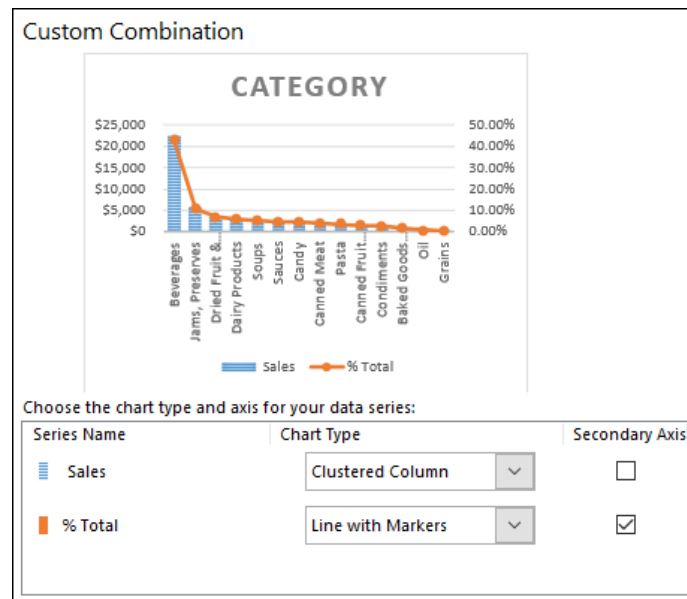 Custom Combination
CATEGORY
$25,000
$20,000
$15,000
$10,000
$5,000
$0
50.00%
40.00%
30.00%
20.00%
10.00%
0.00%
Beverages
Jams, Preserves
Dried Fruit &...
Dairy Products
Soups
Sauces
Candy
Canned Meat
Pasta
Canned Fruit...
Condiments
Baked Goods...
Oil
Grains
Sales % Total
Choose the chart type and axis for your data series:
Series Name Chart Type Secondary Axis
Sales Clustered Column
% Total Line with Markers